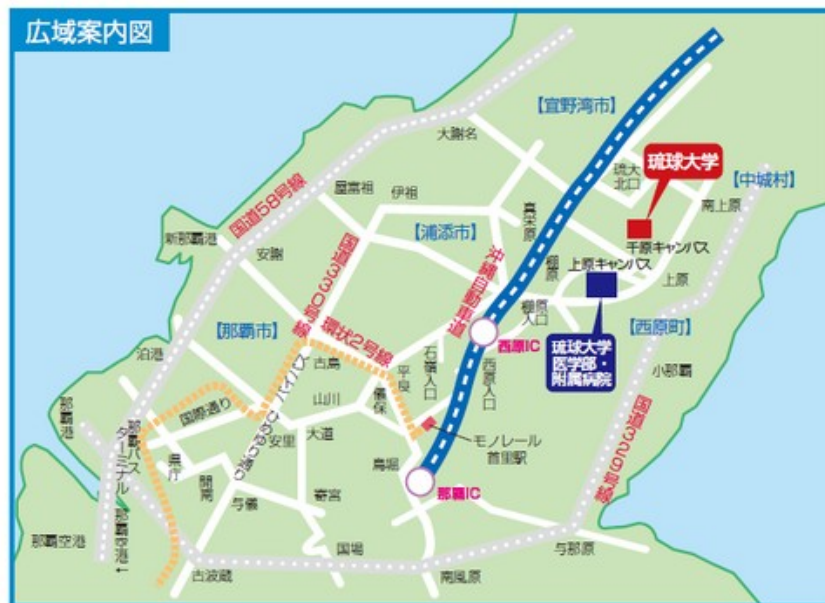 広域案内図
【宜野湾市】
大謝名
琉球大学
琉大
北口
【中城村】
国道58号線
屋富祖
伊祖
真栄原
南上原
新那覇港
安謝
国道330号線
【浦添市】
沖縄自動車道
千原キャンパス
棚原
上原キャンパス
上原
【那覇市】
環状2号線
棚原
入口
【西原町】
泊港
古島
石嶺入口
西原IC
琉球大学
医学部・
附属病院
バイパス
平良
西原入口
小那覇
那覇港
国際通り
山川
儀保
国道329号線
那覇バス
ターミナル
安里
ひめゆり通り
大道
モノレール
首里駅
県庁
開南
鳥堀
与儀
寄宮
那覇IC
那覇空港
那覇空港↑
国場
与那原
古波蔵
南風原